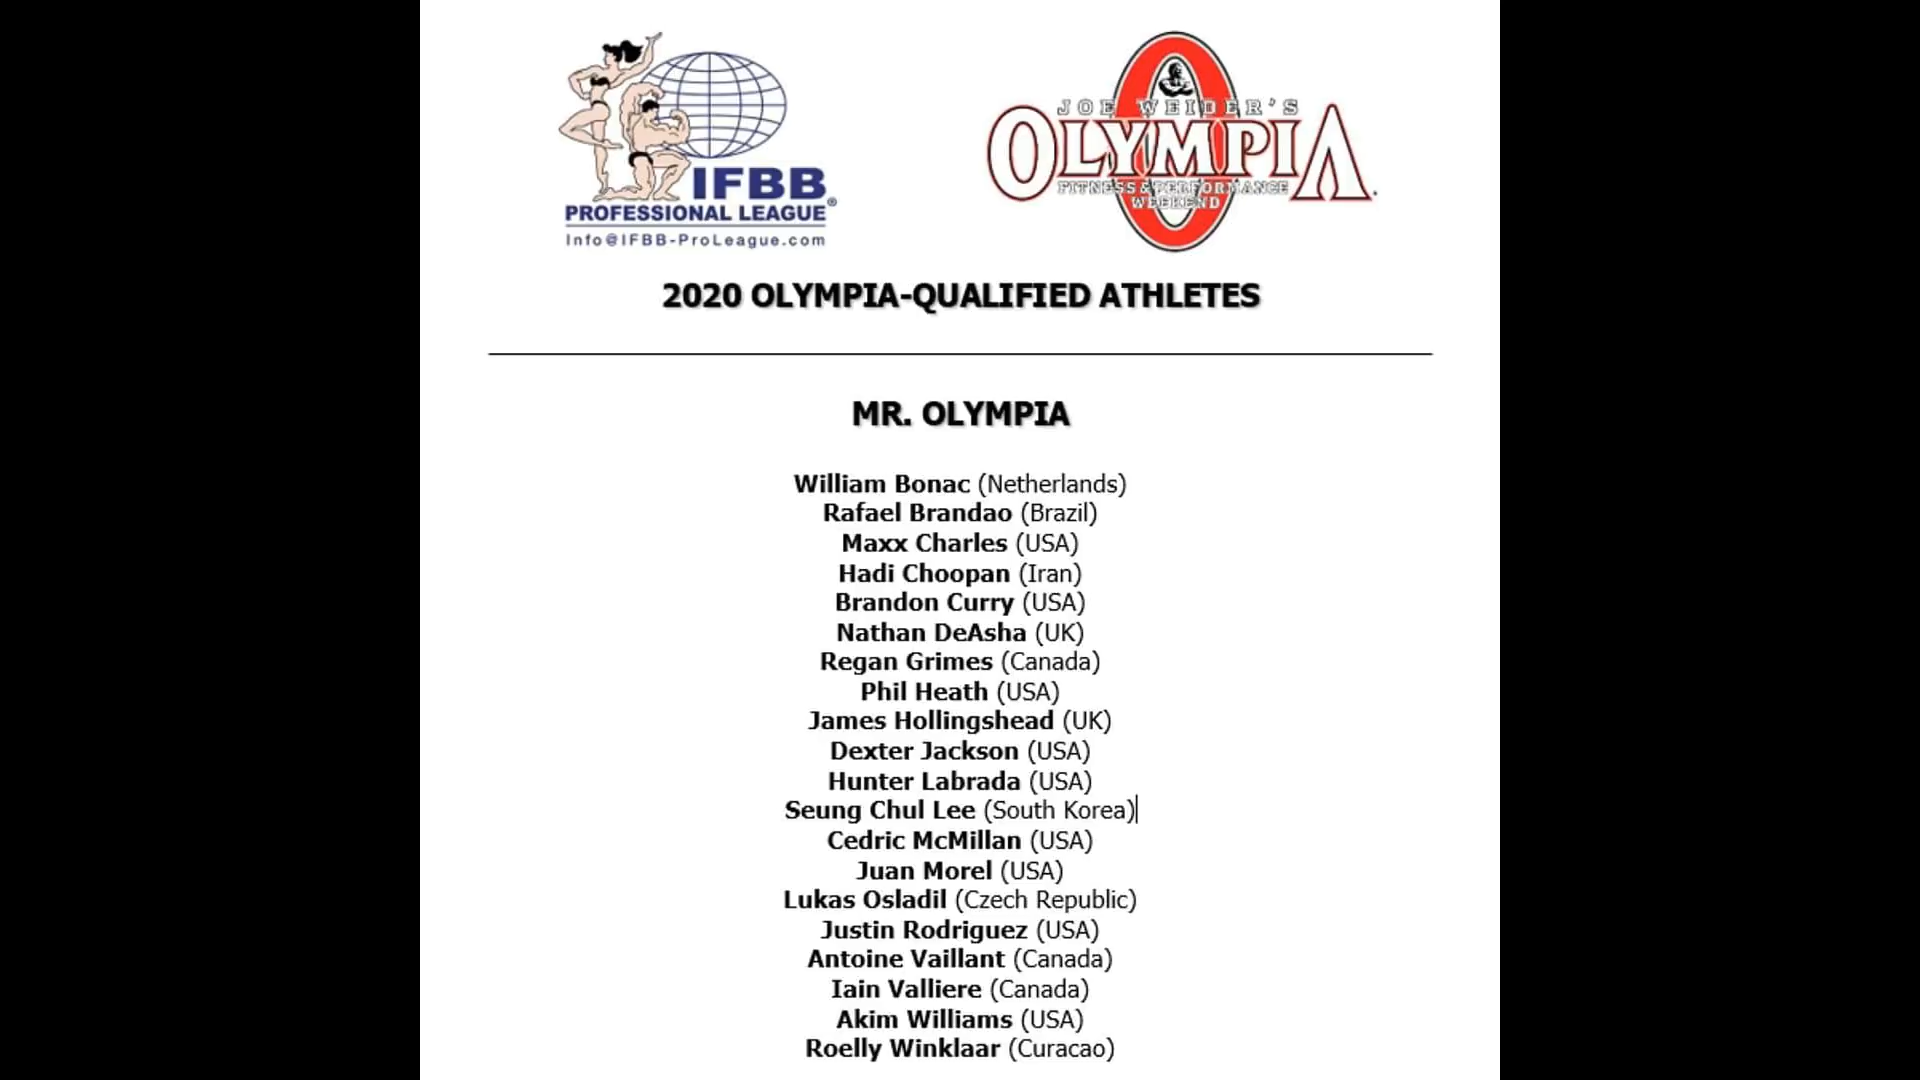 IFBB
PROFESSIONAL LEAGUE®
Info@IFBB-ProLeague.com
JOE WEIDER'S
OLYMPIA
FITNESS & PERFORMANCE
WEEKEND
2020 OLYMPIA-QUALIFIED ATHLETES
MR. OLYMPIA
William Bonac (Netherlands)
Rafael Brandao (Brazil)
Maxx Charles (USA)
Hadi Choopan (Iran)
Brandon Curry (USA)
Nathan DeAsha (UK)
Regan Grimes (Canada)
Phil Heath (USA)
James Hollingshead (UK)
Dexter Jackson (USA)
Hunter Labrada (USA)
Seung Chul Lee (South Korea)
Cedric McMillan (USA)
Juan Morel (USA)
Lukas Osladil (Czech Republic)
Justin Rodriguez (USA)
Antoine Vaillant (Canada)
Iain Valliere (Canada)
Akim Williams (USA)
Roelly Winklaar (Curacao)